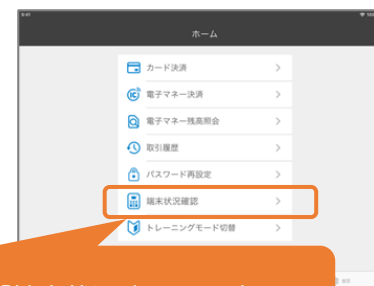 ホーム
カード決済
電子マネー決済
電子マネー残高照会
取引履歴
パスワード再設定
端末状況確認
トレーニングモード切替